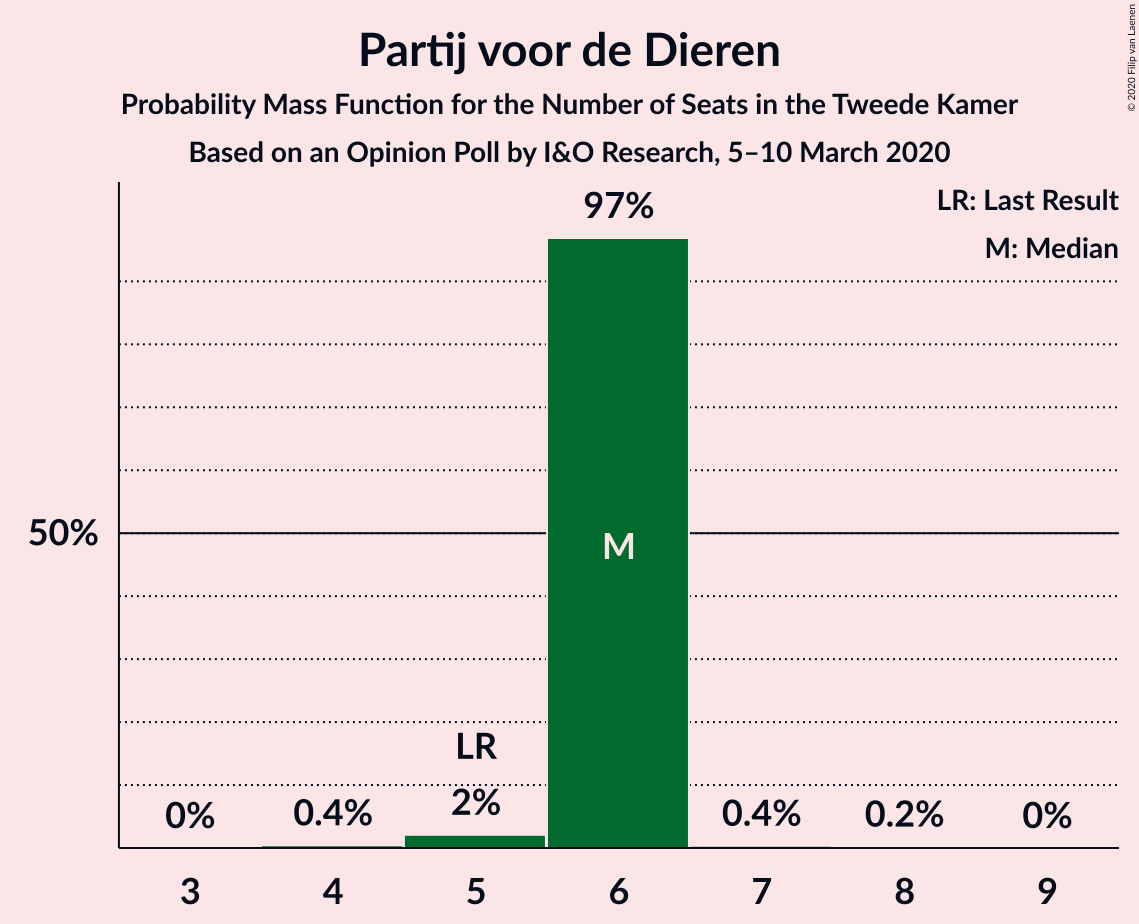 Partij voor de Dieren
Probability Mass Function for the Number of Seats in the Tweede Kamer
Based on an Opinion Poll by I&O Research, 5–10 March 2020
© 2020 Filip van Laenen
LR: Last Result
M: Median
97%
50%
M
LR
0% 0.4% 2% 0.4% 0.2% 0%
3 4 5 6 7 8 9